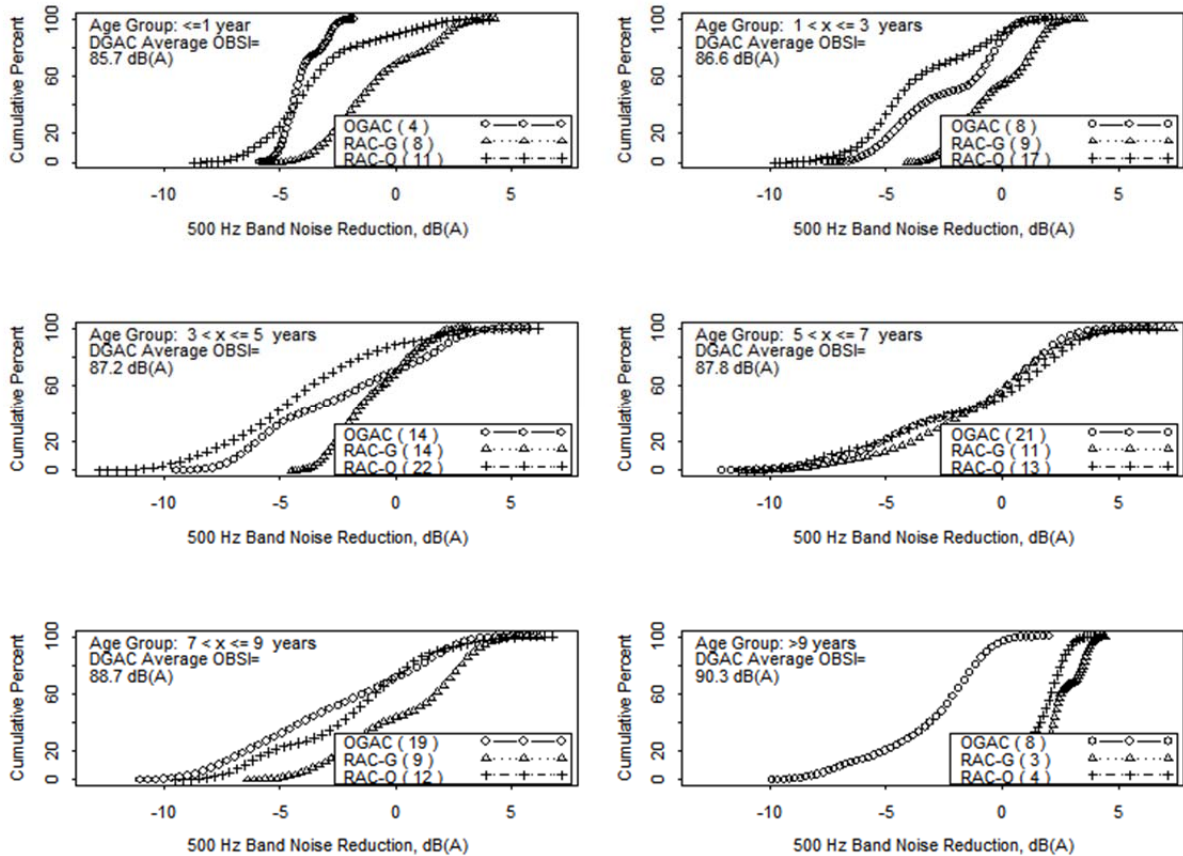 Age Group: <=1 year
DGAC Average OBSI=
85.7 dB(A)
Cumulative Percent
0 20 60 100
OGAC ( 4 )
RAC-G ( 8 )
RAC-O ( 11 )
-10 -5 0 5
500 Hz Band Noise Reduction, dB(A)
Age Group: 1 < x <= 3 years
DGAC Average OBSI=
86.6 dB(A)
Cumulative Percent
0 20 60 100
OGAC ( 8 )
RAC-G ( 9 )
RAC-O ( 17 )
-10 -5 0 5
500 Hz Band Noise Reduction, dB(A)
Age Group: 3 < x <= 5 years
DGAC Average OBSI=
87.2 dB(A)
Cumulative Percent
0 20 60 100
OGAC ( 14 )
RAC-G ( 14 )
RAC-O ( 22 )
-10 -5 0 5
500 Hz Band Noise Reduction, dB(A)
Age Group: 5 < x <= 7 years
DGAC Average OBSI=
87.8 dB(A)
Cumulative Percent
0 20 60 100
OGAC ( 21 )
RAC-G ( 11 )
RAC-O ( 13 )
-10 -5 0 5
500 Hz Band Noise Reduction, dB(A)
Age Group: 7 < x <= 9 years
DGAC Average OBSI=
88.7 dB(A)
Cumulative Percent
0 20 60 100
OGAC ( 19 )
RAC-G ( 9 )
RAC-O ( 12 )
-10 -5 0 5
500 Hz Band Noise Reduction, dB(A)
Age Group: >9 years
DGAC Average OBSI=
90.3 dB(A)
Cumulative Percent
0 20 60 100
OGAC ( 8 )
RAC-G ( 3 )
RAC-O ( 4 )
-10 -5 0 5
500 Hz Band Noise Reduction, dB(A)